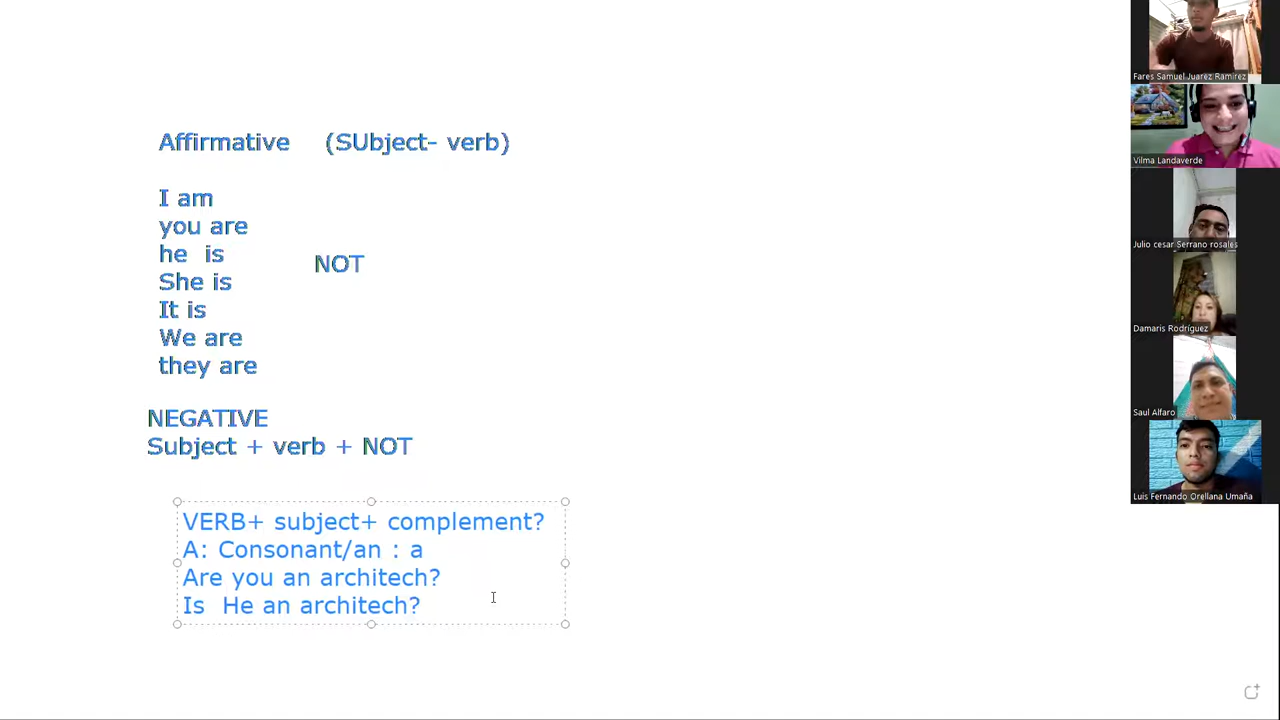 Affirmative (SUbject- verb)
I am
you are
he is
She is
It is
We are
they are
NOT
NEGATIVE
Subject + verb + NOT
VERB+ subject+ complement?
A: Consonant/an : a
Are you an architech?
Is He an architech?
Fares Samuel Juarez Ramirez
Vilma Landaverde
Julio cesar Serrano rosales
Damaris Rodríguez
Saul Alfaro
Luis Fernando Orellana Umaña